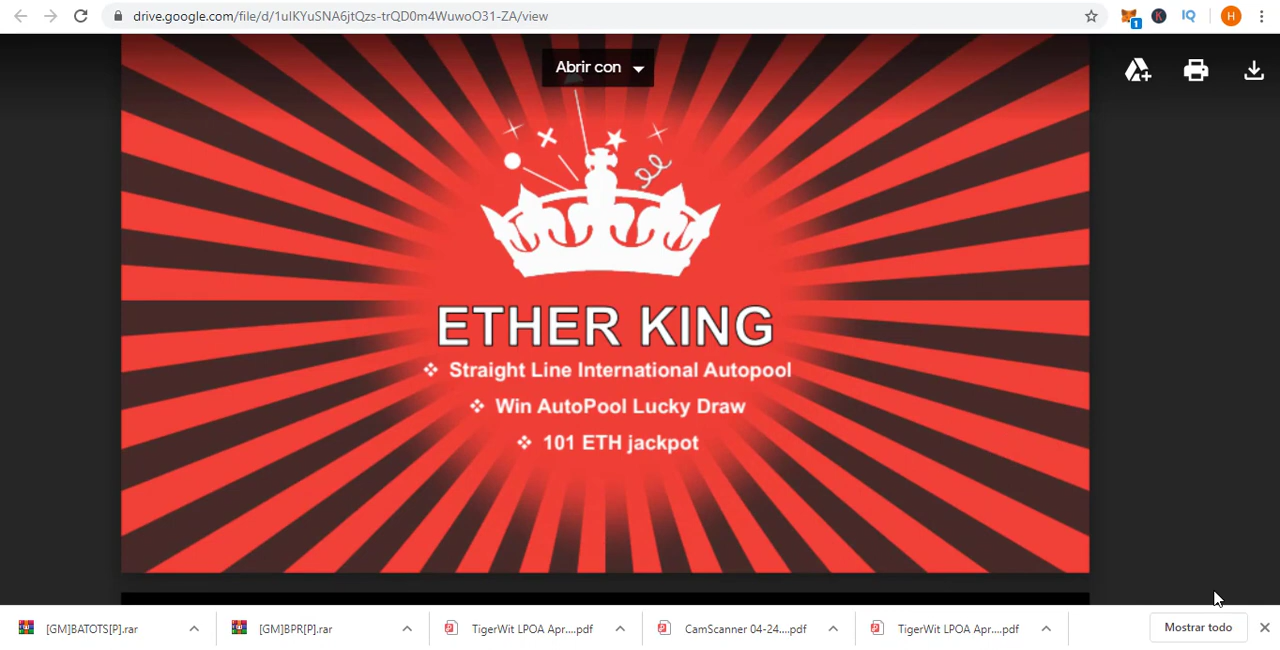 drive.google.com/file/d/1uIKYuSNA6jtQzs-trQD0m4WuwoO31-ZA/view
1
K
IQ
H
Abrir con
ETHER KING
❖ Straight Line International Autopool
❖ Win AutoPool Lucky Draw
❖ 101 ETH jackpot
[GM]BATOTS[P].rar
[GM]BPR[P].rar
TigerWit LPOA Apr....pdf
CamScanner 04-24....pdf
TigerWit LPOA Apr....pdf
Mostrar todo